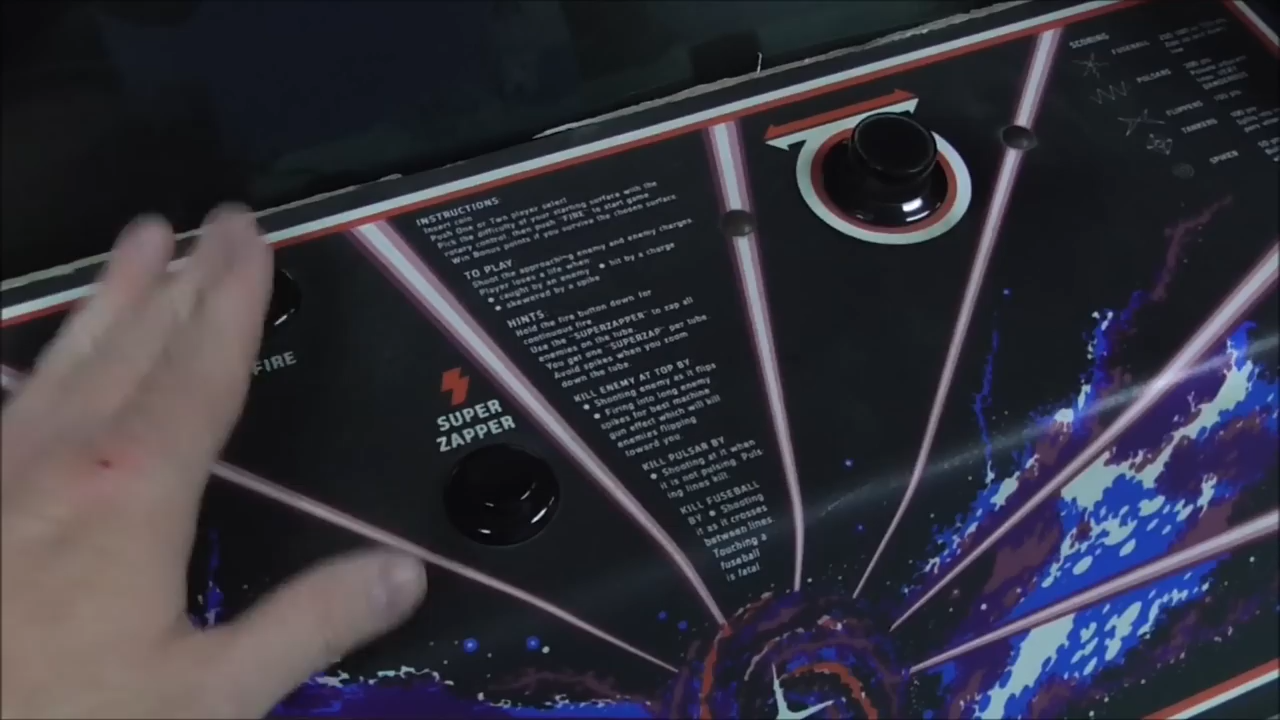 INSTRUCTIONS:
Insert coin
Push One or Two player select
Pick the difficulty of your starting surface with the
rotary control, then push "FIRE" to start game
Win Bonus points if you survive the chosen surface.
TO PLAY
Shoot the approaching enemy and enemy charges
Player loses a life when
● caught by an enemy ● hit by a charge
● skewered by a spike
HINTS:
Hold the fire button down for
continuous fire
Use the "SUPERZAPPER" to zap all
enemies on the tube.
You get one "SUPERZAP" per tube.
Avoid spikes when you zoom
down the tube.
KILL ENEMY AT TOP BY
● Shooting enemy as it flips
● Firing into long enemy
spikes for best machine
gun effect which will kill
enemies flipping
toward you.
KILL PULSAR BY
● Shooting at it when
it is not pulsing. Puls-
ing lines kill.
KILL FUSEBALL
BY ● Shooting
it as it crosses
between lines.
Touching a
fuseball
is fatal
FIRE
SUPER
ZAPPER
SCORING
FUSEBALL
PULSARS
FLIPPERS
TANKERS
SPIKES